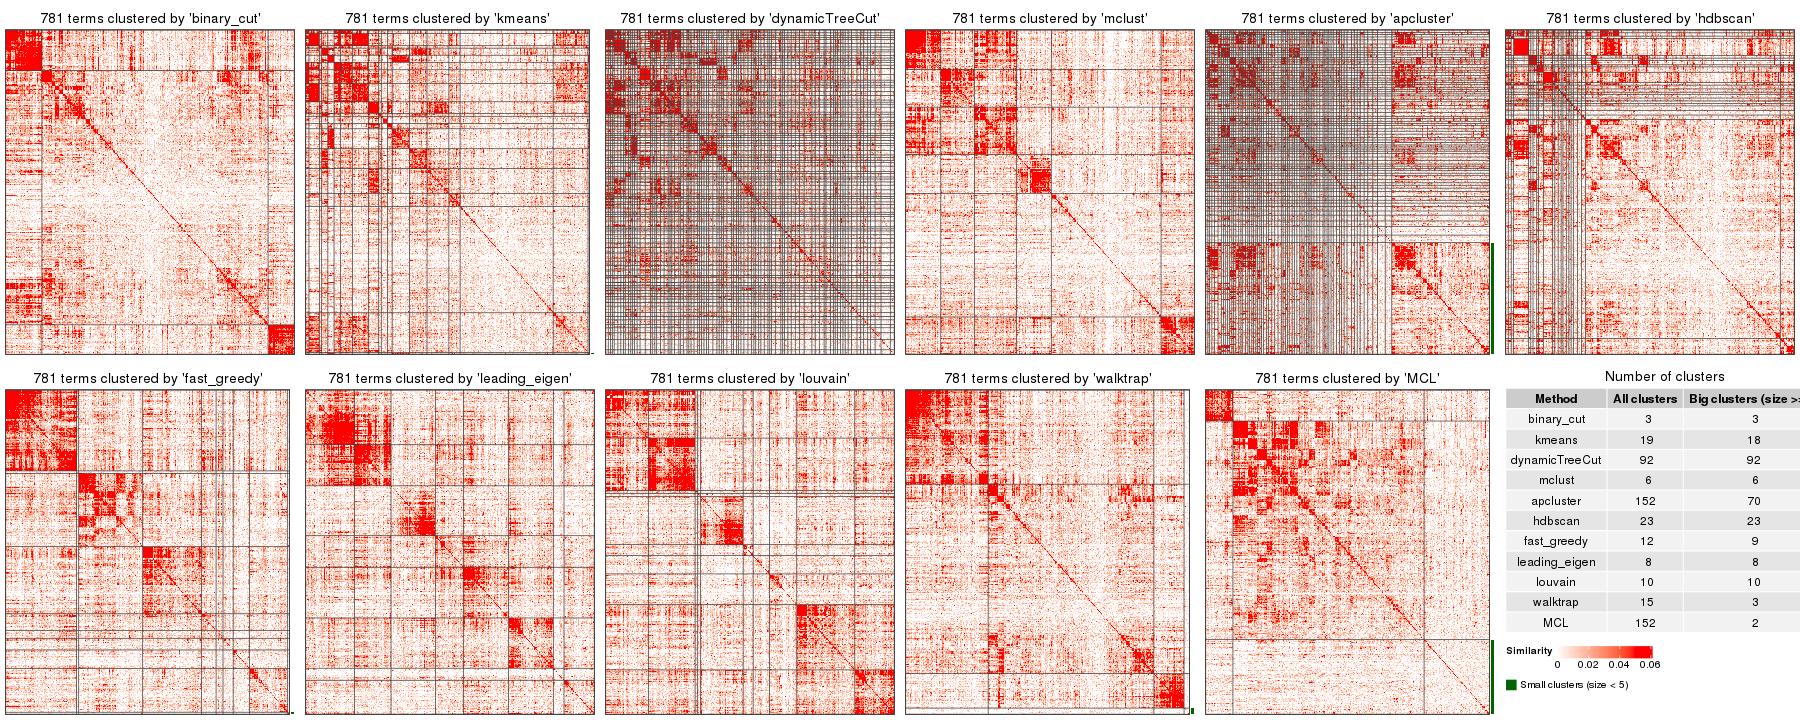 781 terms clustered by 'binary_cut'
781 terms clustered by 'kmeans'
781 terms clustered by 'dynamicTreeCut'
781 terms clustered by 'mclust'
781 terms clustered by 'apcluster'
781 terms clustered by 'hdbscan'
781 terms clustered by 'fast_greedy'
781 terms clustered by 'leading_eigen'
781 terms clustered by 'louvain'
781 terms clustered by 'walktrap'
781 terms clustered by 'MCL'
Number of clusters
Method All clusters Big clusters (size >
binary_cut 3 3
kmeans 19 18
dynamicTreeCut 92 92
mclust 6 6
apcluster 152 70
hdbscan 23 23
fast_greedy 12 9
leading_eigen 8 8
louvain 10 10
walktrap 15 3
MCL 152 2
Similarity
0 0.02 0.04 0.06
Small clusters (size < 5)